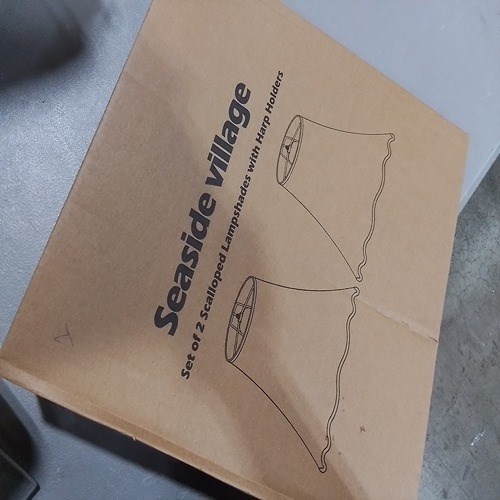 Seaside village
Set of 2 Scalloped Lampshades with Harp Holders